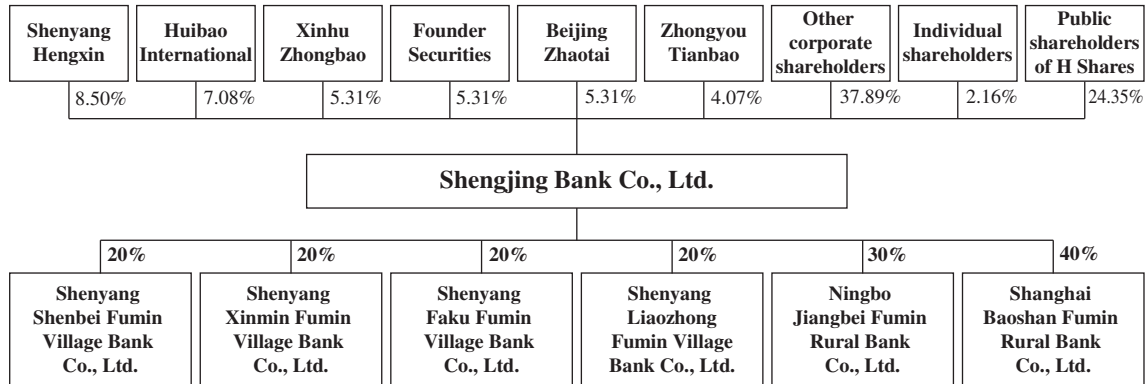 Shenyang
Hengxin
Huibao
International
Xinhu
Zhongbao
Founder
Securities
Beijing
Zhaotai
Zhongyou
Tianbao
Other
corporate
shareholders
Individual
shareholders
Public
shareholders
of H Shares
8.50%
7.08%
5.31%
5.31%
5.31%
4.07%
37.89%
2.16%
24.35%
Shengjing Bank Co., Ltd.
20%
20%
20%
20%
30%
40%
Shenyang
Shenbei Fumin
Village Bank
Co., Ltd.
Shenyang
Xinmin Fumin
Village Bank
Co., Ltd.
Shenyang
Faku Fumin
Village Bank
Co., Ltd.
Shenyang
Liaozhong
Fumin Village
Bank Co., Ltd.
Ningbo
Jiangbei Fumin
Rural Bank
Co., Ltd.
Shanghai
Baoshan Fumin
Rural Bank
Co., Ltd.